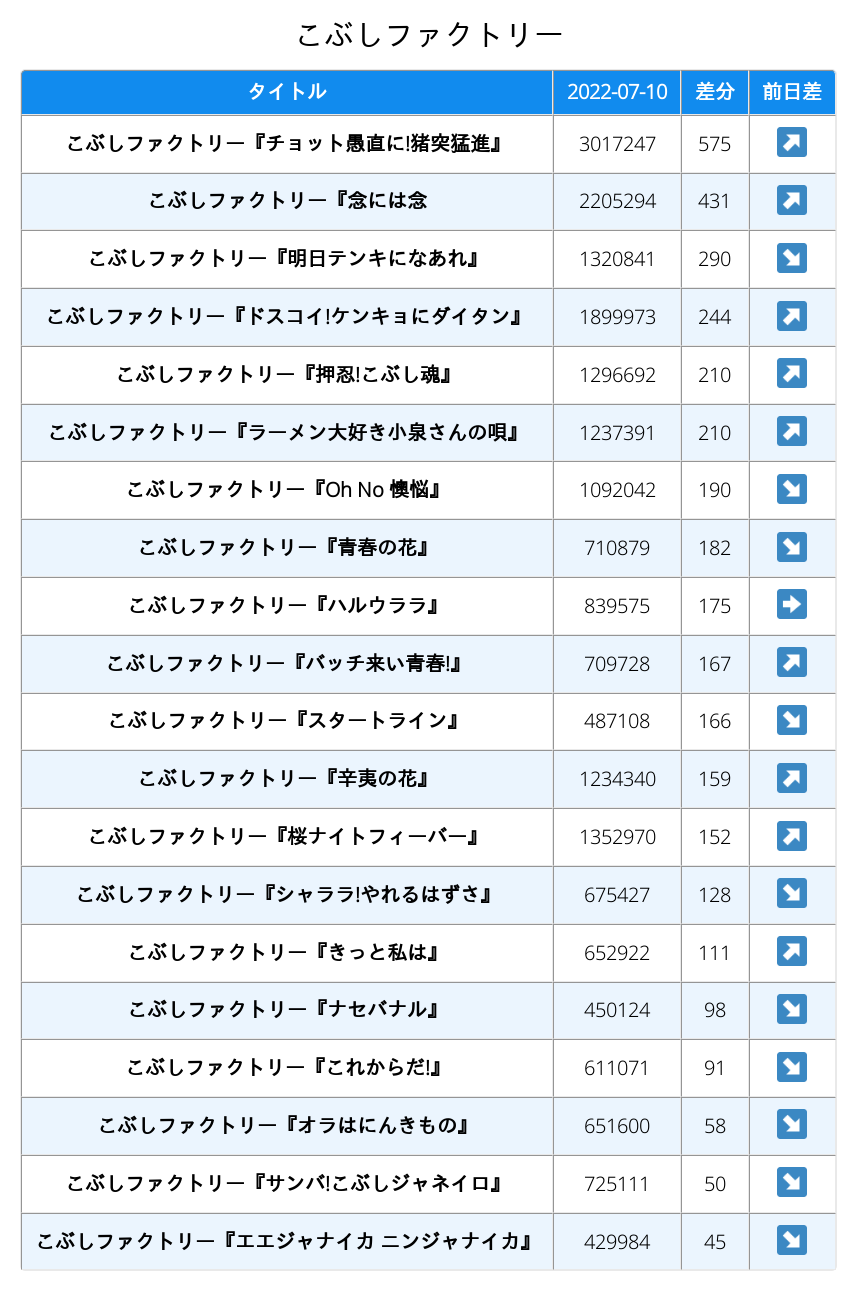 こぶしファクトリー
タイトル 2022-07-10 差分 前日差
こぶしファクトリー『チョット愚直に!猪突猛進』 3017247 575
こぶしファクトリー『念には念 2205294 431
こぶしファクトリー『明日テンキになあれ』 1320841 290
こぶしファクトリー『ドスコイ!ケンキョにダイタン』 1899973 244
こぶしファクトリー『押忍!こぶし魂』 1296692 210
こぶしファクトリー『ラーメン大好き小泉さんの唄』 1237391 210
こぶしファクトリー『Oh No 懊悩』 1092042 190
こぶしファクトリー『青春の花』 710879 182
こぶしファクトリー『ハルウララ』 839575 175
こぶしファクトリー『バッチ来い青春!』 709728 167
こぶしファクトリー『スタートライン』 487108 166
こぶしファクトリー『辛夷の花』 1234340 159
こぶしファクトリー『桜ナイトフィーバー』 1352970 152
こぶしファクトリー『シャララ!やれるはずさ』 675427 128
こぶしファクトリー『きっと私は』 652922 111
こぶしファクトリー『ナセバナル』 450124 98
こぶしファクトリー『これからだ!』 611071 91
こぶしファクトリー『オラはにんきもの』 651600 58
こぶしファクトリー『サンバ!こぶしジャネイロ』 725111 50
こぶしファクトリー『エエジャナイカ ニンジャナイカ』 429984 45